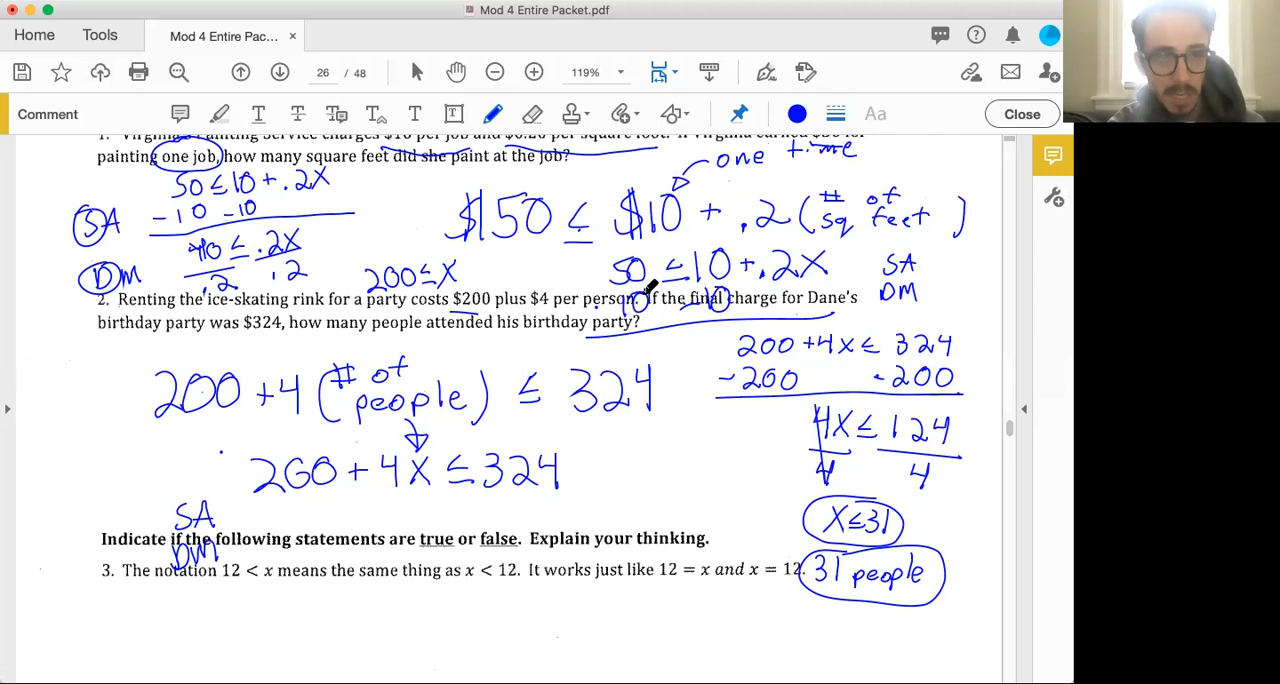 Mod 4 Entire Packet.pdf
Home Tools Mod 4 Entire Pac... ×
26 / 48 119%
Comment Aa Close
painting one job, how many square feet did she paint at the job?
one time
50 ≤ 10 + .2X
-10 -10
SA
40 ≤ .2X
.2 .2
DM
200 ≤ X
$150 ≤ $10 + .2 (# of sq feet)
50 ≤ 10 + .2X
-10
SA
DM
2. Renting the ice-skating rink for a party costs $200 plus $4 per person. If the final charge for Dane's
birthday party was $324, how many people attended his birthday party?
200 + 4 (# of people) ≤ 324
200 + 4X ≤ 324
SA
DM
200 + 4X ≤ 324
-200 -200
4X ≤ 124
4 4
X ≤ 31
31 people
Indicate if the following statements are true or false. Explain your thinking.
3. The notation 12 < x means the same thing as x < 12. It works just like 12 = x and x = 12.